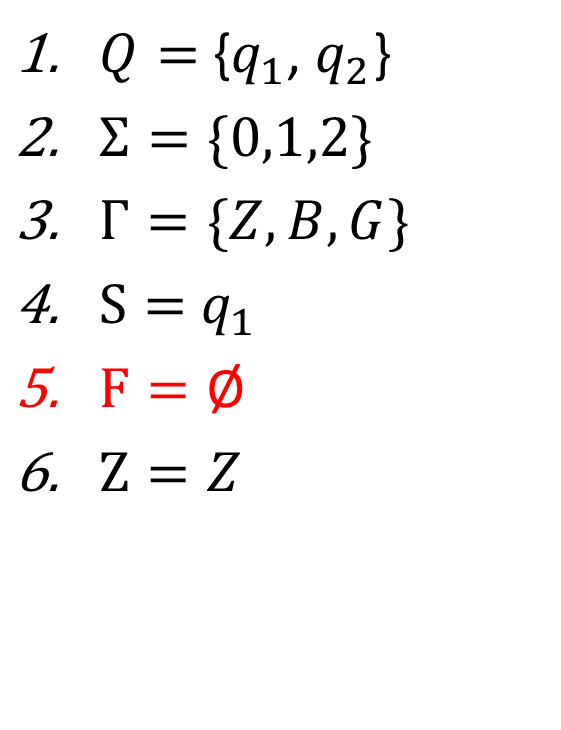 1. Q = {q₁, q₂}
2. Σ = {0,1,2}
3. Γ = {Z, B, G}
4. S = q₁
5. F = ∅
6. Z = Z